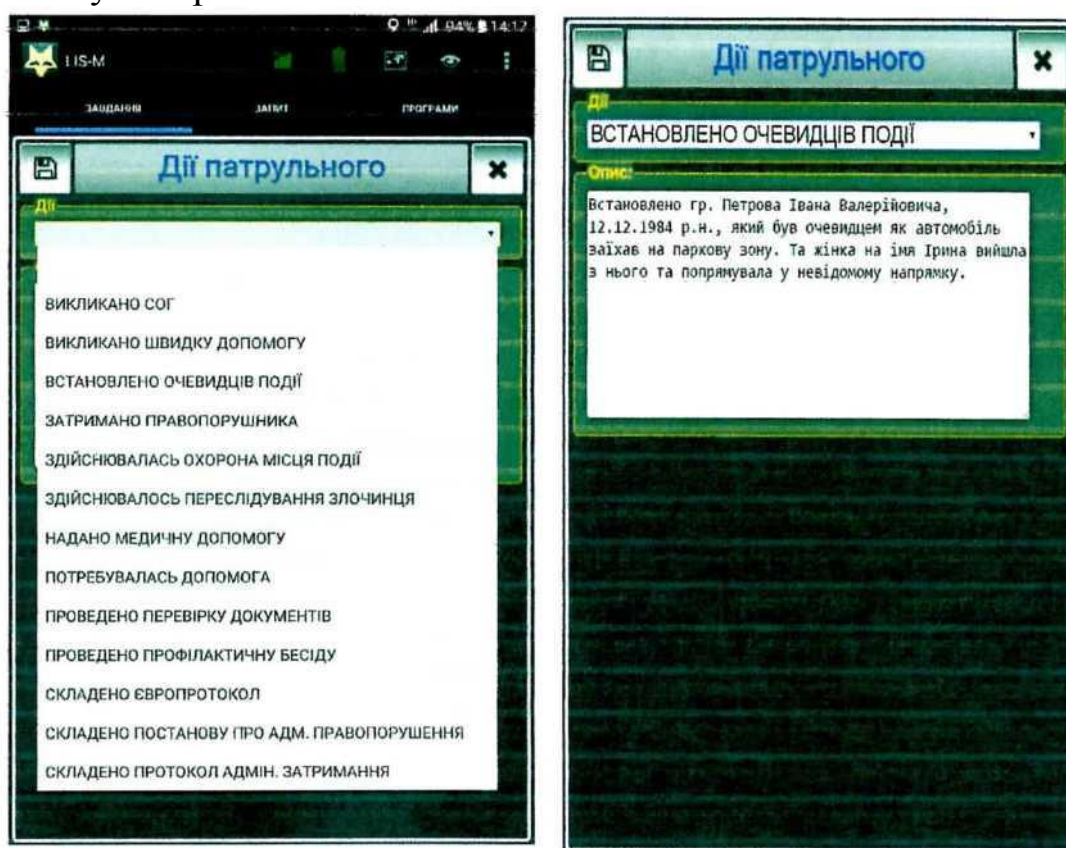 94% 14:12
ЗАВДАННЯ ЗАПИТ ПРОГРАМИ
Дії патрульного
Дії
ВИКЛИКАНО СОГ
ВИКЛИКАНО ШВИДКУ ДОПОМОГУ
ВСТАНОВЛЕНО ОЧЕВИДЦІВ ПОДІЇ
ЗАТРИМАНО ПРАВОПОРУШНИКА
ЗДІЙСНЮВАЛАСЬ ОХОРОНА МІСЦЯ ПОДІЇ
ЗДІЙСНЮВАЛОСЬ ПЕРЕСЛІДУВАННЯ ЗЛОЧИНЦЯ
НАДАНО МЕДИЧНУ ДОПОМОГУ
ПОТРЕБУВАЛАСЬ ДОПОМОГА
ПРОВЕДЕНО ПЕРЕВІРКУ ДОКУМЕНТІВ
ПРОВЕДЕНО ПРОФІЛАКТИЧНУ БЕСІДУ
СКЛАДЕНО ЄВРОПРОТОКОЛ
СКЛАДЕНО ПОСТАНОВУ ПРО АДМ. ПРАВОПОРУШЕННЯ
СКЛАДЕНО ПРОТОКОЛ АДМІН. ЗАТРИМАННЯ
Дії патрульного
Дії
ВСТАНОВЛЕНО ОЧЕВИДЦІВ ПОДІЇ
Опис:
Встановлено гр. Петрова Івана Валерійовича,
12.12.1984 р.н., який був очевидцем як автомобіль
заїхав на паркову зону. Та жінка на імя Ірина вийшла
з нього та попрямувала у невідомому напрямку.